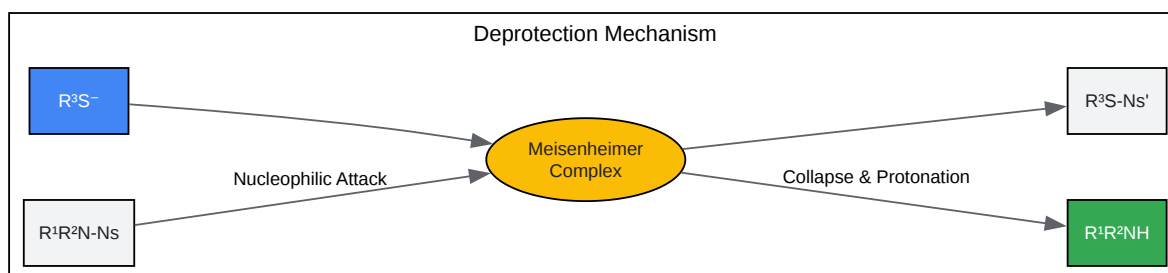 Deprotection Mechanism
R³S⁻
R³S-Ns'
Meisenheimer
Complex
Nucleophilic Attack
Collapse & Protonation
R¹R²N-Ns
R¹R²NH